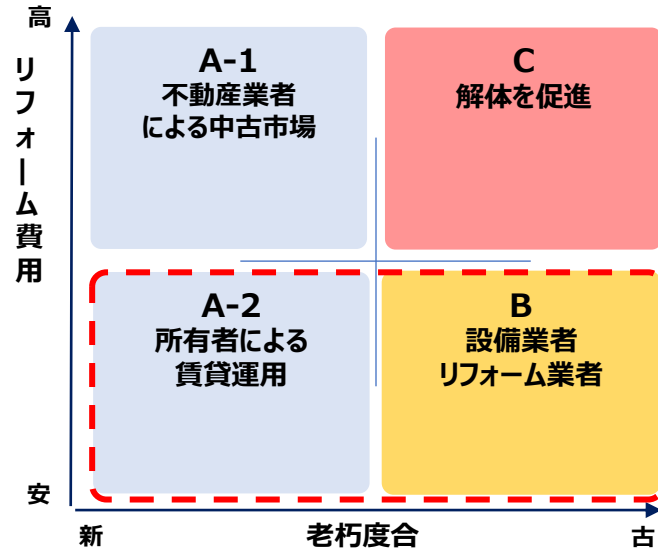 高
リフォーム費用
安
A-1
不動産業者
による中古市場
C
解体を促進
A-2
所有者による
賃貸運用
B
設備業者
リフォーム業者
新
老朽度合
古